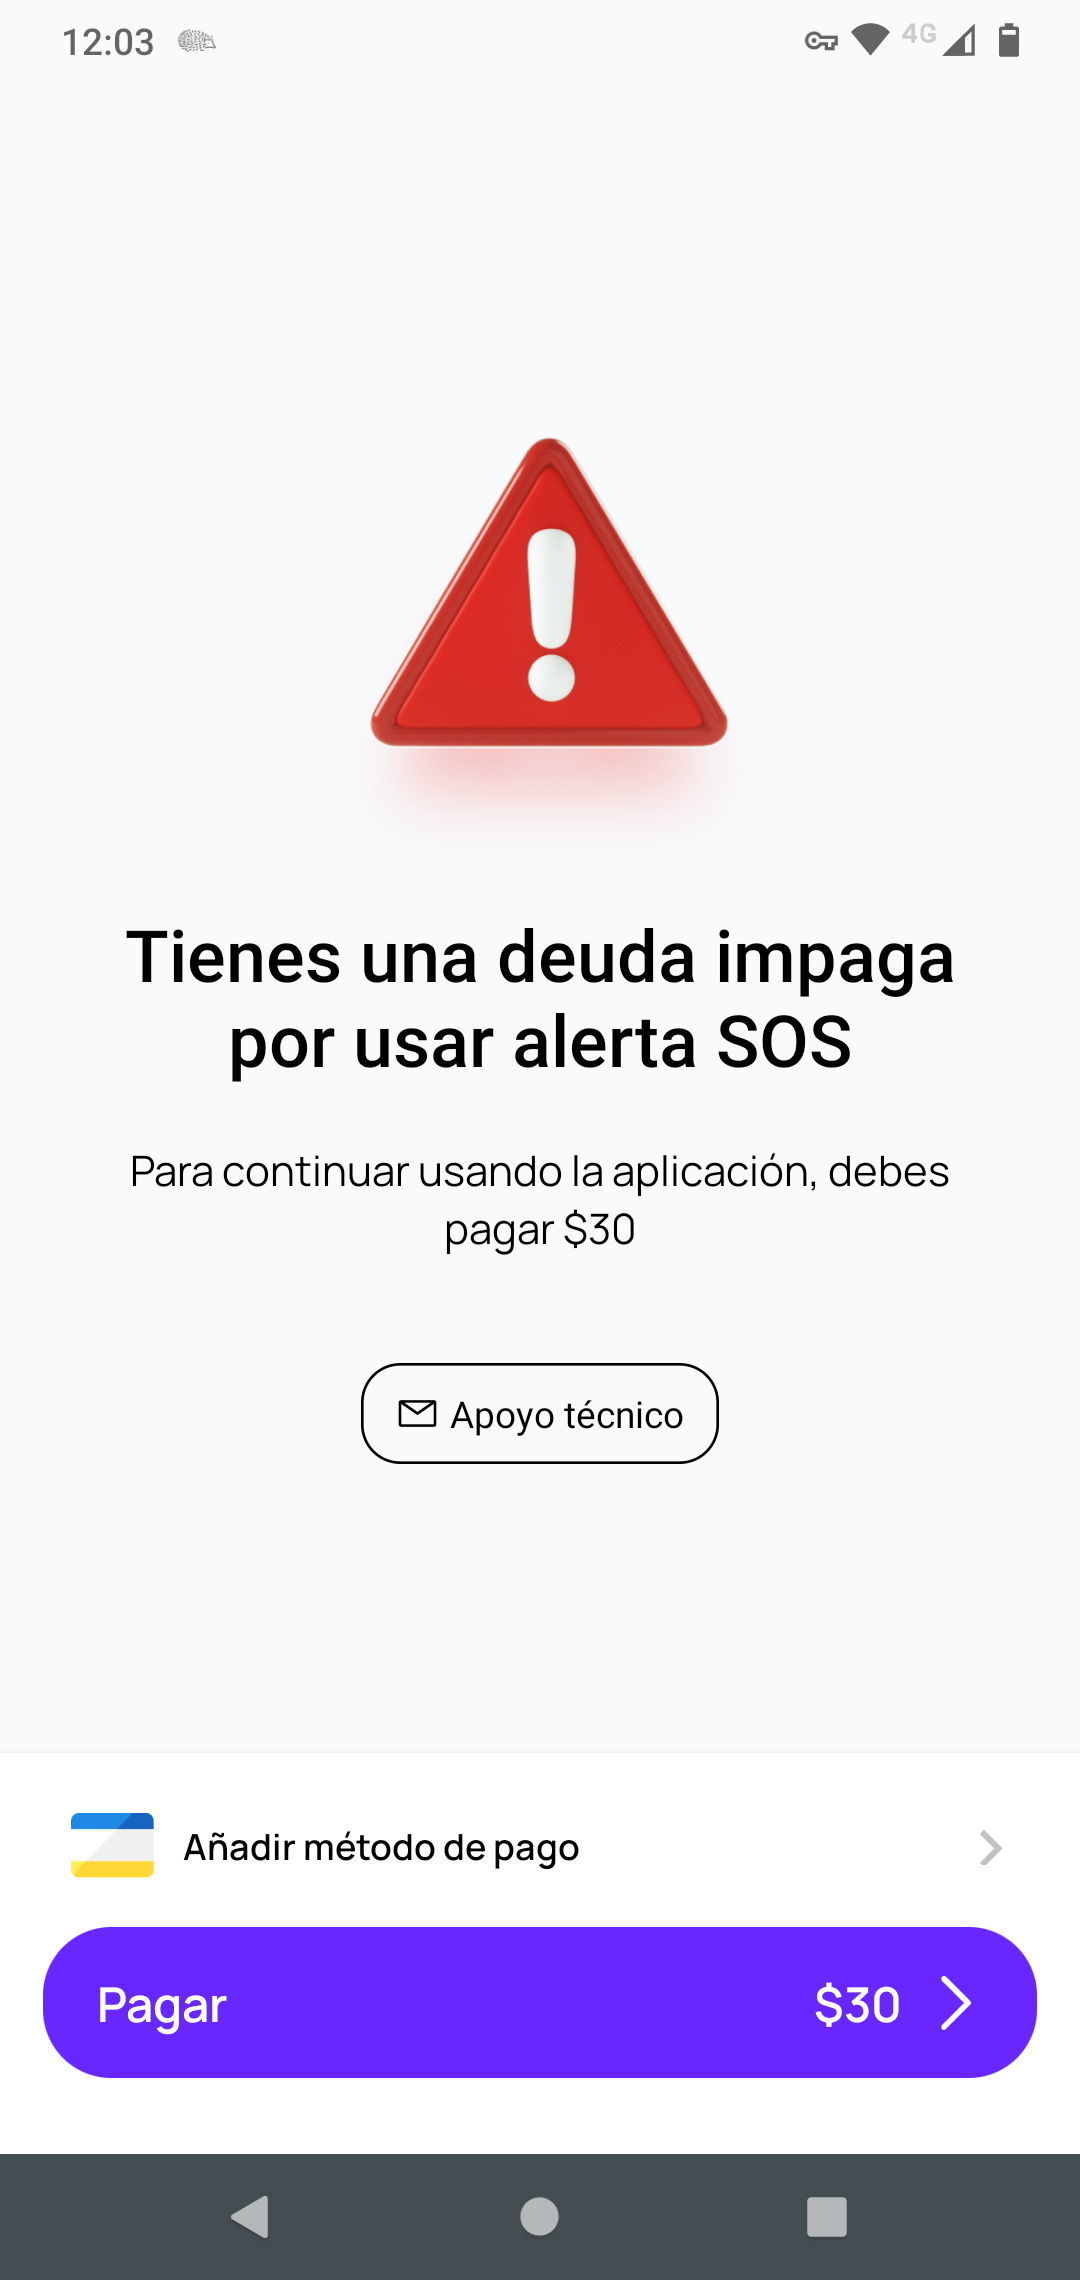 12:03
4G
Tienes una deuda impaga
por usar alerta SOS
Para continuar usando la aplicación, debes
pagar $30
Apoyo técnico
Añadir método de pago
Pagar $30